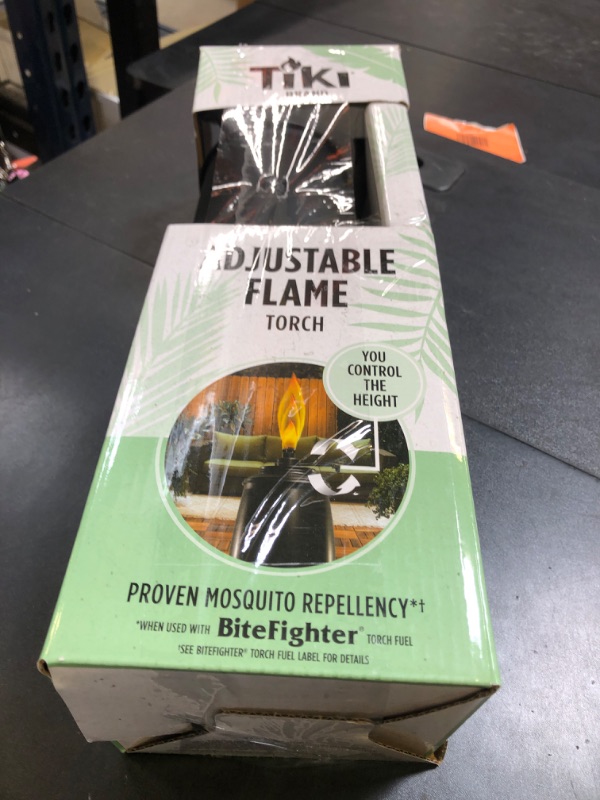 TIKI
BRAND
ADJUSTABLE
FLAME
TORCH
YOU
CONTROL
THE
HEIGHT
PROVEN MOSQUITO REPELLENCY*†
*WHEN USED WITH BiteFighter® TORCH FUEL
†SEE BITEFIGHTER® TORCH FUEL LABEL FOR DETAILS